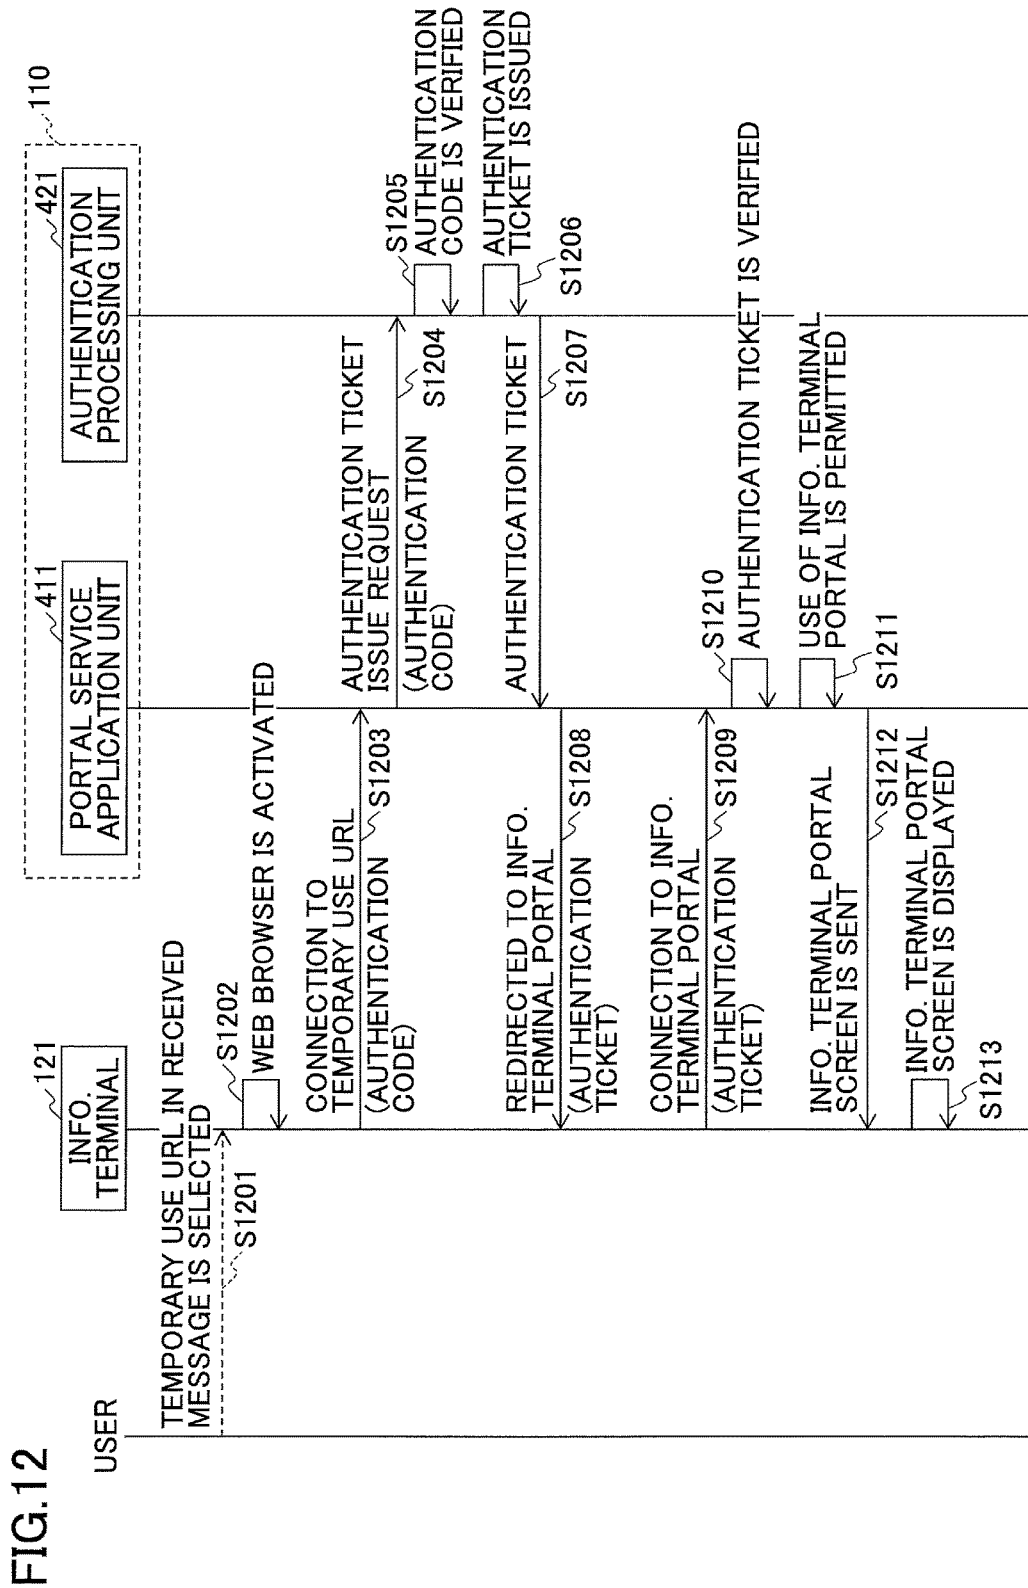 FIG.12
110
USER
121
INFO.
TERMINAL
411
PORTAL SERVICE
APPLICATION UNIT
421
AUTHENTICATION
PROCESSING UNIT
TEMPORARY USE URL IN RECEIVED
MESSAGE IS SELECTED
S1201
S1202
WEB BROWSER IS ACTIVATED
CONNECTION TO
TEMPORARY USE URL
(AUTHENTICATION
CODE)
S1203
AUTHENTICATION TICKET
ISSUE REQUEST
(AUTHENTICATION
CODE)
S1204
S1205
AUTHENTICATION
CODE IS VERIFIED
AUTHENTICATION
TICKET IS ISSUED
S1206
AUTHENTICATION TICKET
S1207
REDIRECTED TO INFO.
TERMINAL PORTAL
(AUTHENTICATION
TICKET)
S1208
CONNECTION TO INFO.
TERMINAL PORTAL
(AUTHENTICATION
TICKET)
S1209
S1210
AUTHENTICATION TICKET IS VERIFIED
USE OF INFO. TERMINAL
PORTAL IS PERMITTED
S1211
INFO. TERMINAL PORTAL
SCREEN IS SENT
S1212
INFO. TERMINAL PORTAL
SCREEN IS DISPLAYED
S1213